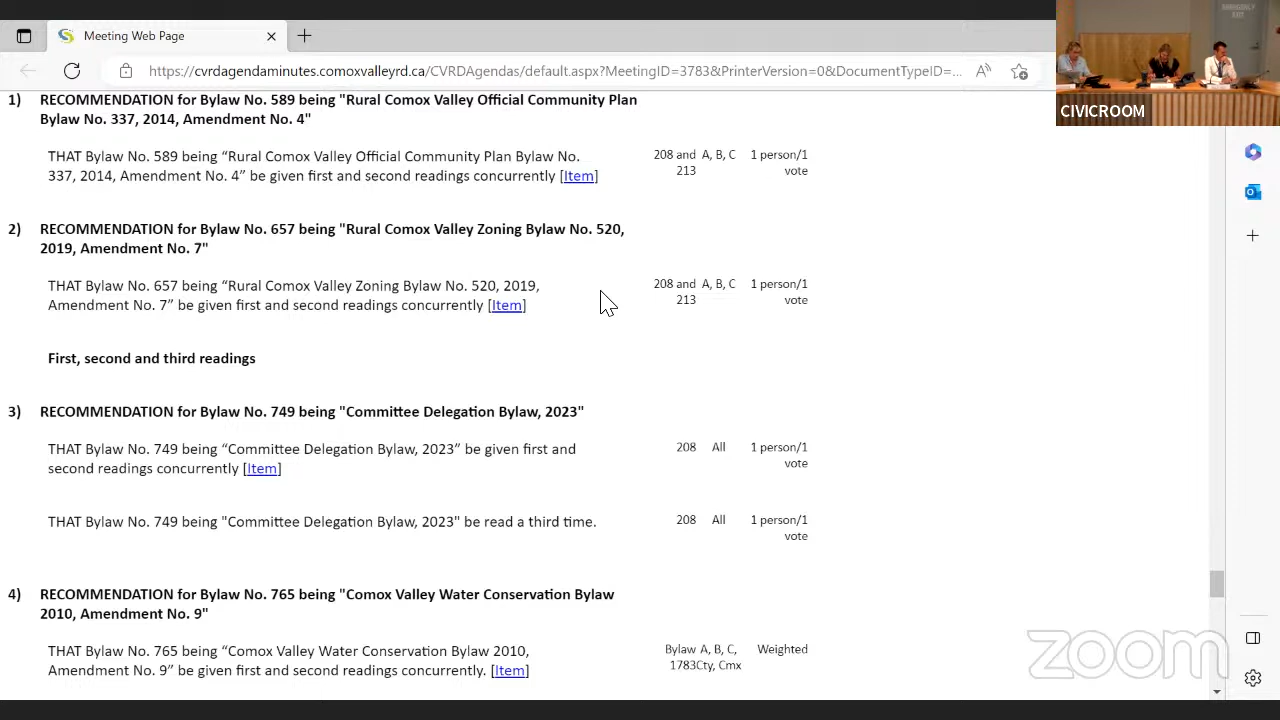 Meeting Web Page
https://cvrdagendaminutes.comoxvalleyrd.ca/CVRDAgendas/default.aspx?MeetingID=3783&PrinterVersion=0&DocumentTypeID=...
EMERGENCY
EXIT
CIVICROOM
1) RECOMMENDATION for Bylaw No. 589 being "Rural Comox Valley Official Community Plan
Bylaw No. 337, 2014, Amendment No. 4"
THAT Bylaw No. 589 being “Rural Comox Valley Official Community Plan Bylaw No. 208 and A, B, C 1 person/1
337, 2014, Amendment No. 4” be given first and second readings concurrently [Item] 213 vote
2) RECOMMENDATION for Bylaw No. 657 being "Rural Comox Valley Zoning Bylaw No. 520,
2019, Amendment No. 7"
THAT Bylaw No. 657 being “Rural Comox Valley Zoning Bylaw No. 520, 2019, 208 and A, B, C 1 person/1
Amendment No. 7” be given first and second readings concurrently [Item] 213 vote
First, second and third readings
3) RECOMMENDATION for Bylaw No. 749 being "Committee Delegation Bylaw, 2023"
THAT Bylaw No. 749 being “Committee Delegation Bylaw, 2023” be given first and 208 All 1 person/1
second readings concurrently [Item] vote
THAT Bylaw No. 749 being "Committee Delegation Bylaw, 2023" be read a third time. 208 All 1 person/1
vote
4) RECOMMENDATION for Bylaw No. 765 being "Comox Valley Water Conservation Bylaw
2010, Amendment No. 9"
THAT Bylaw No. 765 being “Comox Valley Water Conservation Bylaw 2010, Bylaw A, B, C, Weighted
Amendment No. 9” be given first and second readings concurrently. [Item] 1783Cty, Cmx
zoom